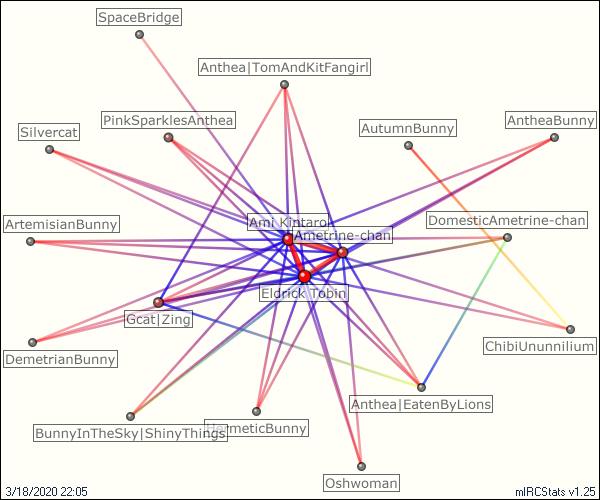 SpaceBridge
Anthea|TomAndKitFangirl
PinkSparklesAnthea
AutumnBunny
AntheaBunny
Silvercat
ArtemisianBunny
Ami Kintaro
Ametrine-chan
DomesticAmetrine-chan
Eldrick Tobin
Gcat|Zing
DemetrianBunny
ChibiUnunnilium
Anthea|EatenByLions
BunnyInTheSky|ShinyThings
HermeticBunny
Oshwoman
3/18/2020 22:05
mIRCStats v1.25